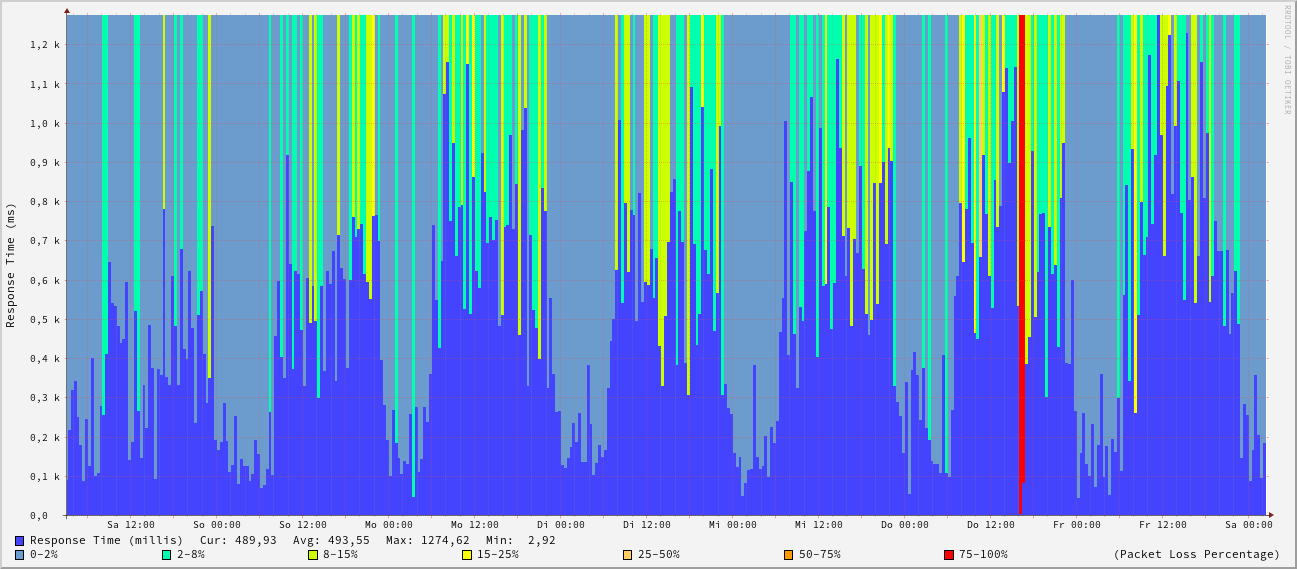 RRDTOOL / TOBI OETIKER
Response Time (ms)
1,2 k
1,1 k
1,0 k
0,9 k
0,8 k
0,7 k
0,6 k
0,5 k
0,4 k
0,3 k
0,2 k
0,1 k
0,0
Sa 12:00 So 00:00 So 12:00 Mo 00:00 Mo 12:00 Di 00:00 Di 12:00 Mi 00:00 Mi 12:00 Do 00:00 Do 12:00 Fr 00:00 Fr 12:00 Sa 00:00
Response Time (millis) Cur: 489,93 Avg: 493,55 Max: 1274,62 Min: 2,92
0-2% 2-8% 8-15% 15-25% 25-50% 50-75% 75-100% (Packet Loss Percentage)